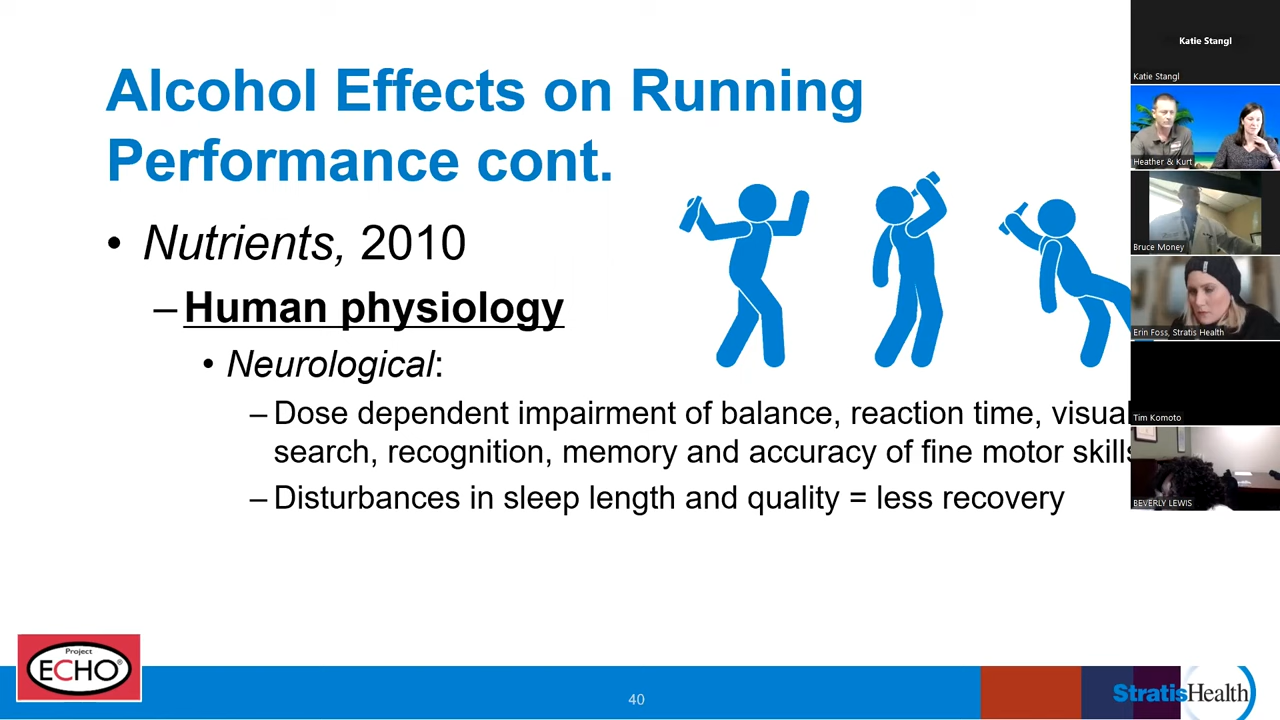 Alcohol Effects on Running
Performance cont.
• Nutrients, 2010
– Human physiology
• Neurological:
– Dose dependent impairment of balance, reaction time, visual
search, recognition, memory and accuracy of fine motor skills
– Disturbances in sleep length and quality = less recovery
Project
ECHO®
40
StratisHealth
Katie Stangl
Katie Stangl
Heather & Kurt
Bruce Money
Erin Foss, Stratis Health
Tim Komoto
BEVERLY LEWIS